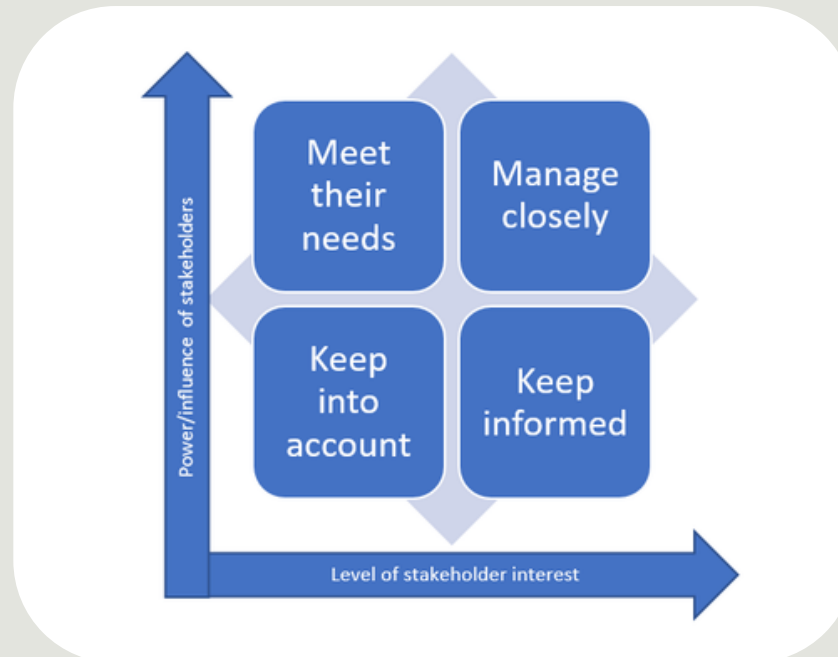 Power/influence of stakeholders
Meet
their
needs
Manage
closely
Keep
into
account
Keep
informed
Level of stakeholder interest